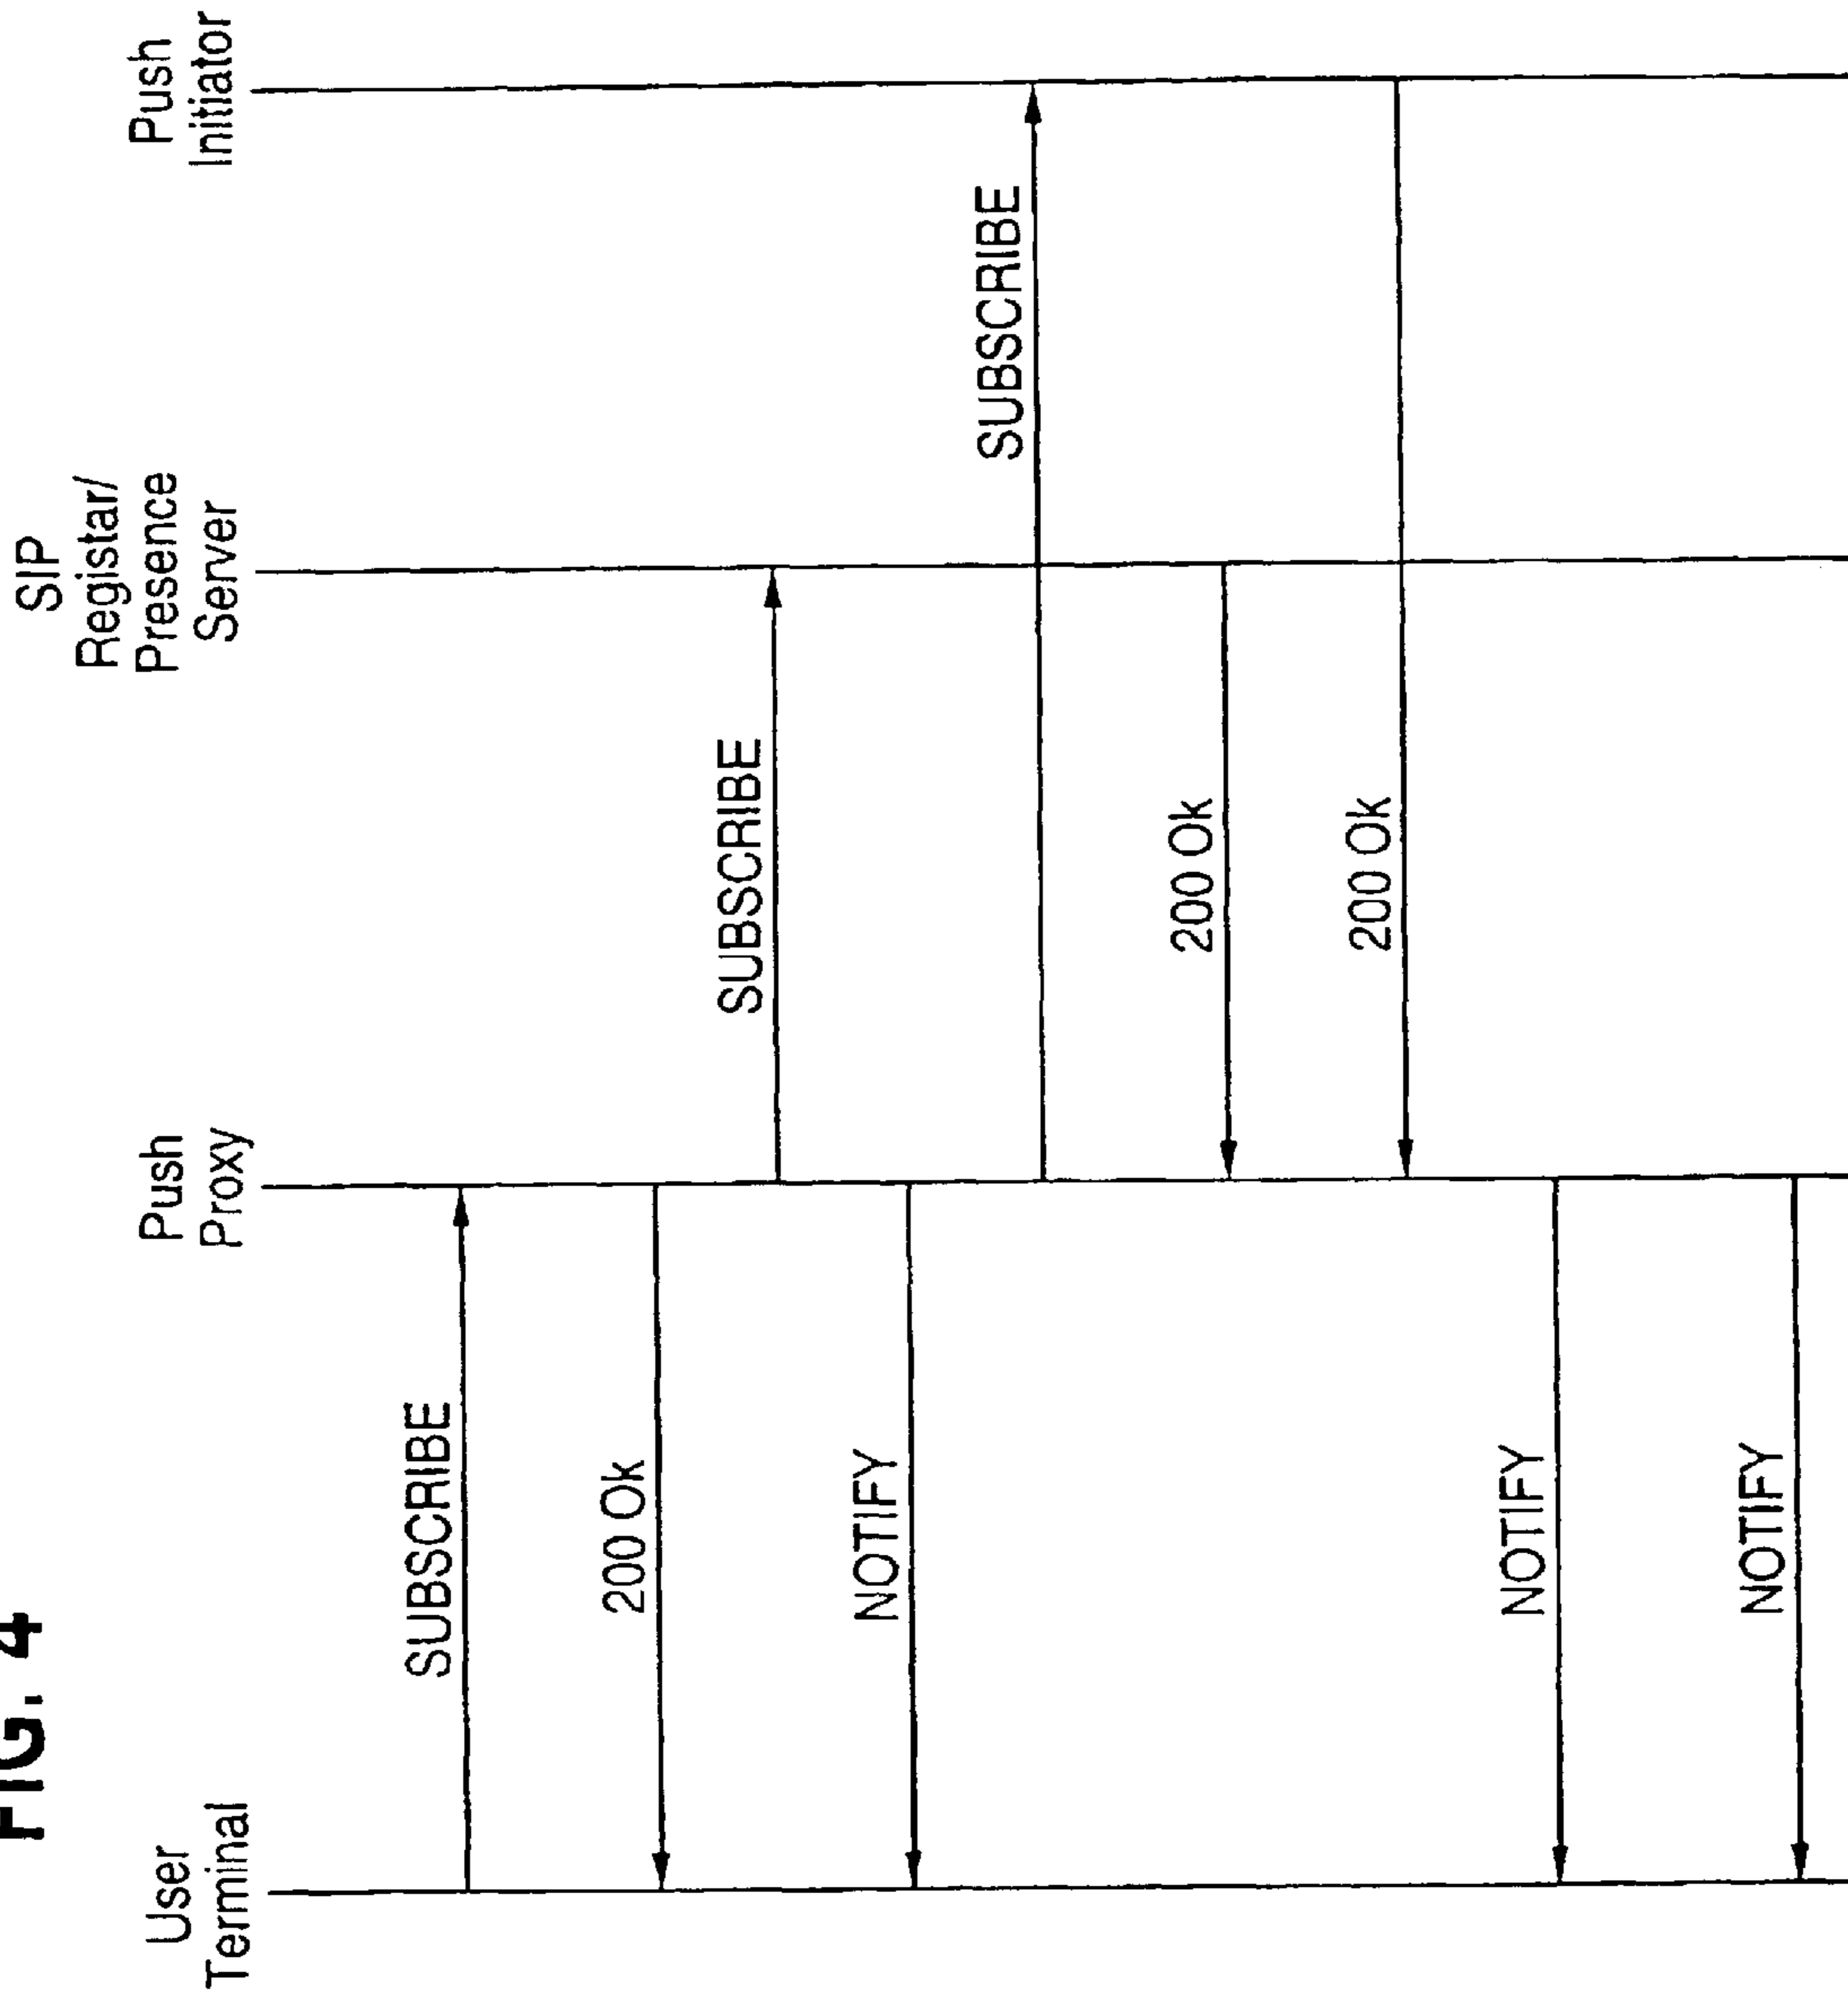 FIG. 4
User
Terminal
Push
Proxy
SIP
Registar/
Presence
Server
Push
Initiator
SUBSCRIBE
200 Ok
SUBSCRIBE
NOTIFY
SUBSCRIBE
200 Ok
200 Ok
NOTIFY
NOTIFY